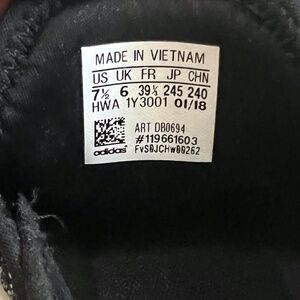 MADE IN VIETNAM
US UK FR JP CHN
7½ 6 39⅓ 245 240
HWA 1Y3001 01/18
ART DB0694
#119661603
adidas FvS0JCHw00262